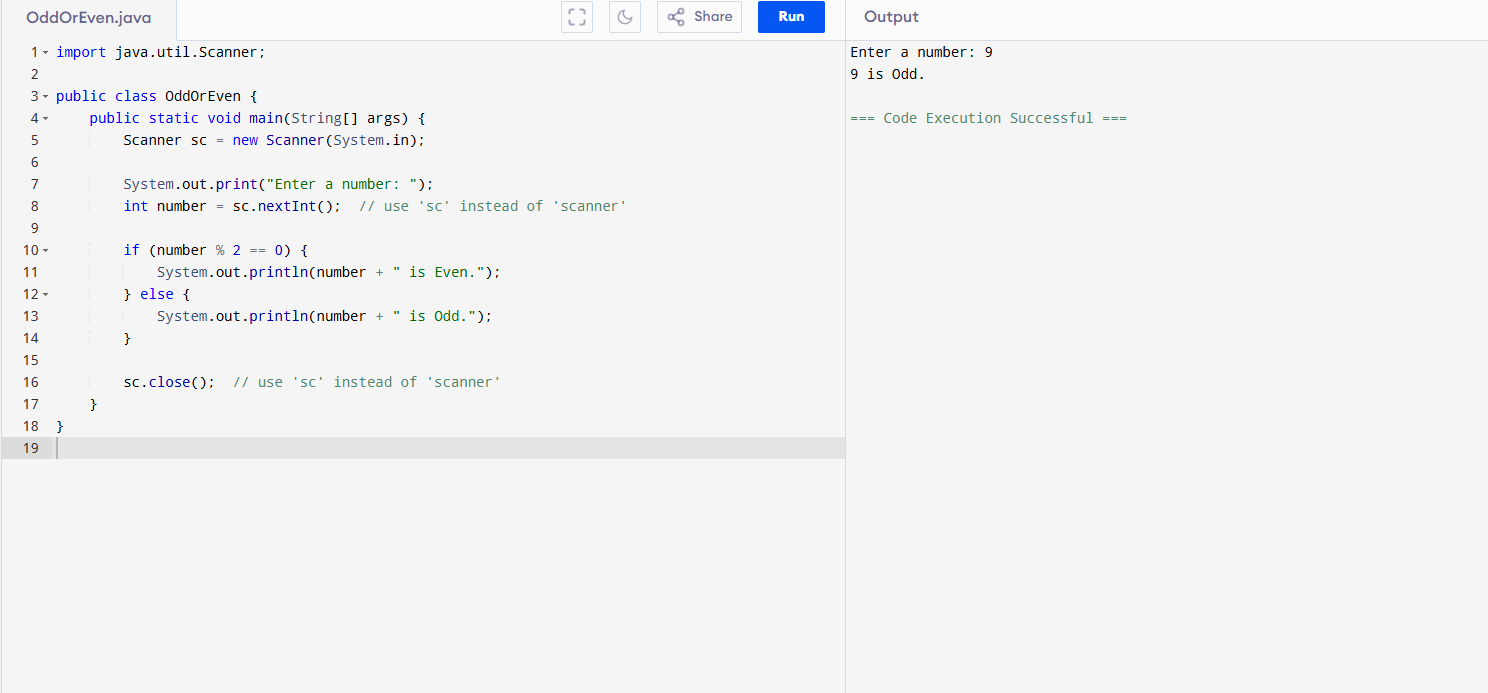 OddOrEven.java
Share
Run
Output
1 import java.util.Scanner;
2
3 public class OddOrEven {
4     public static void main(String[] args) {
5         Scanner sc = new Scanner(System.in);
6
7         System.out.print("Enter a number: ");
8         int number = sc.nextInt();  // use 'sc' instead of 'scanner'
9
10         if (number % 2 == 0) {
11             System.out.println(number + " is Even.");
12         } else {
13             System.out.println(number + " is Odd.");
14         }
15
16         sc.close();  // use 'sc' instead of 'scanner'
17     }
18 }
19
Enter a number: 9
9 is Odd.
=== Code Execution Successful ===